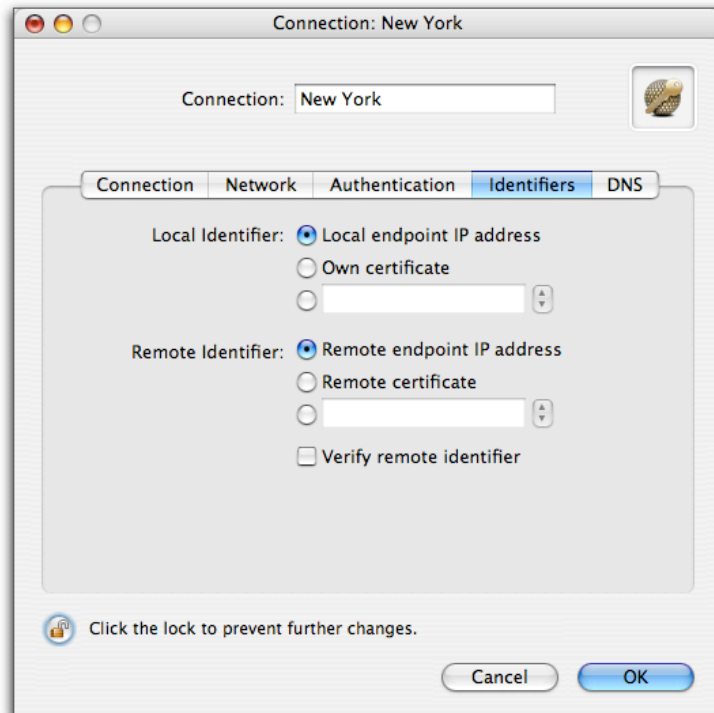 Connection: New York
Connection: New York
Connection Network Authentication Identifiers DNS
Local Identifier: Local endpoint IP address
Own certificate
Remote Identifier: Remote endpoint IP address
Remote certificate
Verify remote identifier
Click the lock to prevent further changes.
Cancel OK